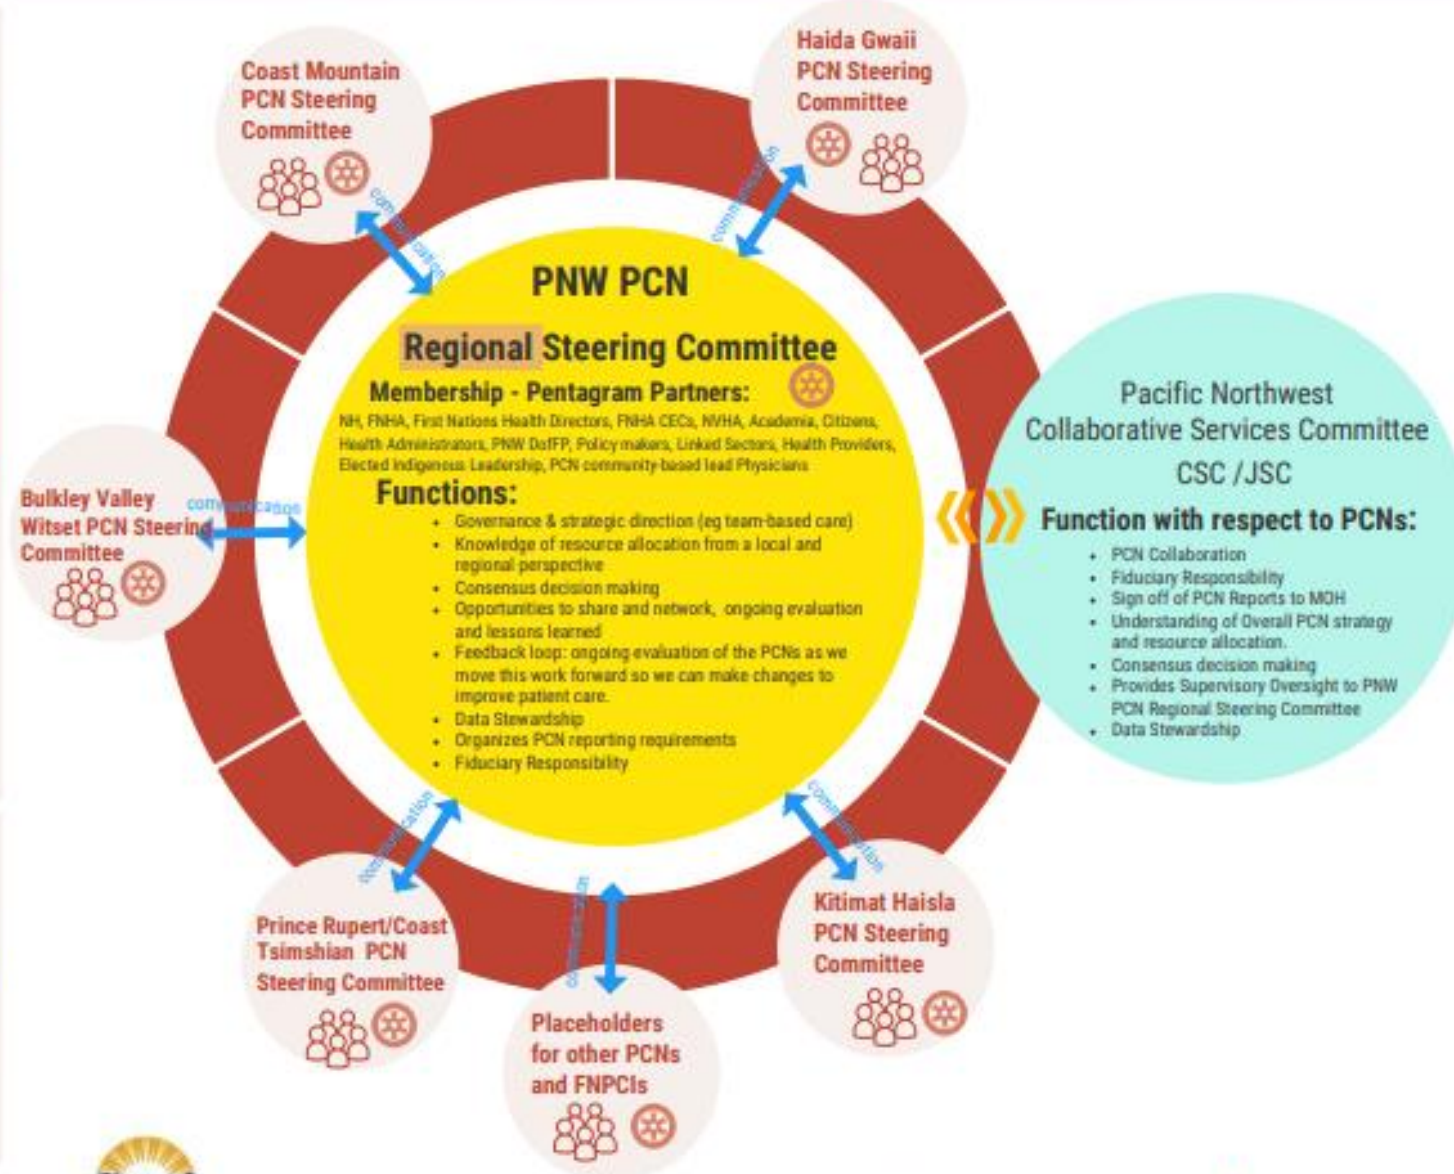 Coast Mountain
PCN Steering
Committee
Haida Gwaii
PCN Steering
Committee
communication
communication
PNW PCN
Regional Steering Committee
Membership - Pentagram Partners:
NH, FNHA, First Nations Health Directors, FNHA CECs, NVHA, Academia, Citizens,
Health Administrators, PNW DofFP, Policy makers, Linked Sectors, Health Providers,
Elected Indigenous Leadership, PCN community-based lead Physicians
Functions:
• Governance & strategic direction (eg team-based care)
• Knowledge of resource allocation from a local and
regional perspective
• Consensus decision making
• Opportunities to share and network, ongoing evaluation
and lessons learned
• Feedback loop: ongoing evaluation of the PCNs as we
move this work forward so we can make changes to
improve patient care.
• Data Stewardship
• Organizes PCN reporting requirements
• Fiduciary Responsibility
Pacific Northwest
Collaborative Services Committee
CSC /JSC
Function with respect to PCNs:
• PCN Collaboration
• Fiduciary Responsibility
• Sign off of PCN Reports to MOH
• Understanding of Overall PCN strategy
and resource allocation.
• Consensus decision making
• Provides Supervisory Oversight to PNW
PCN Regional Steering Committee
• Data Stewardship
Bulkley Valley
Witset PCN Steering
Committee
communication
communication
communication
communication
Prince Rupert/Coast
Tsimshian PCN
Steering Committee
Placeholders
for other PCNs
and FNPCIs
Kitimat Haisla
PCN Steering
Committee